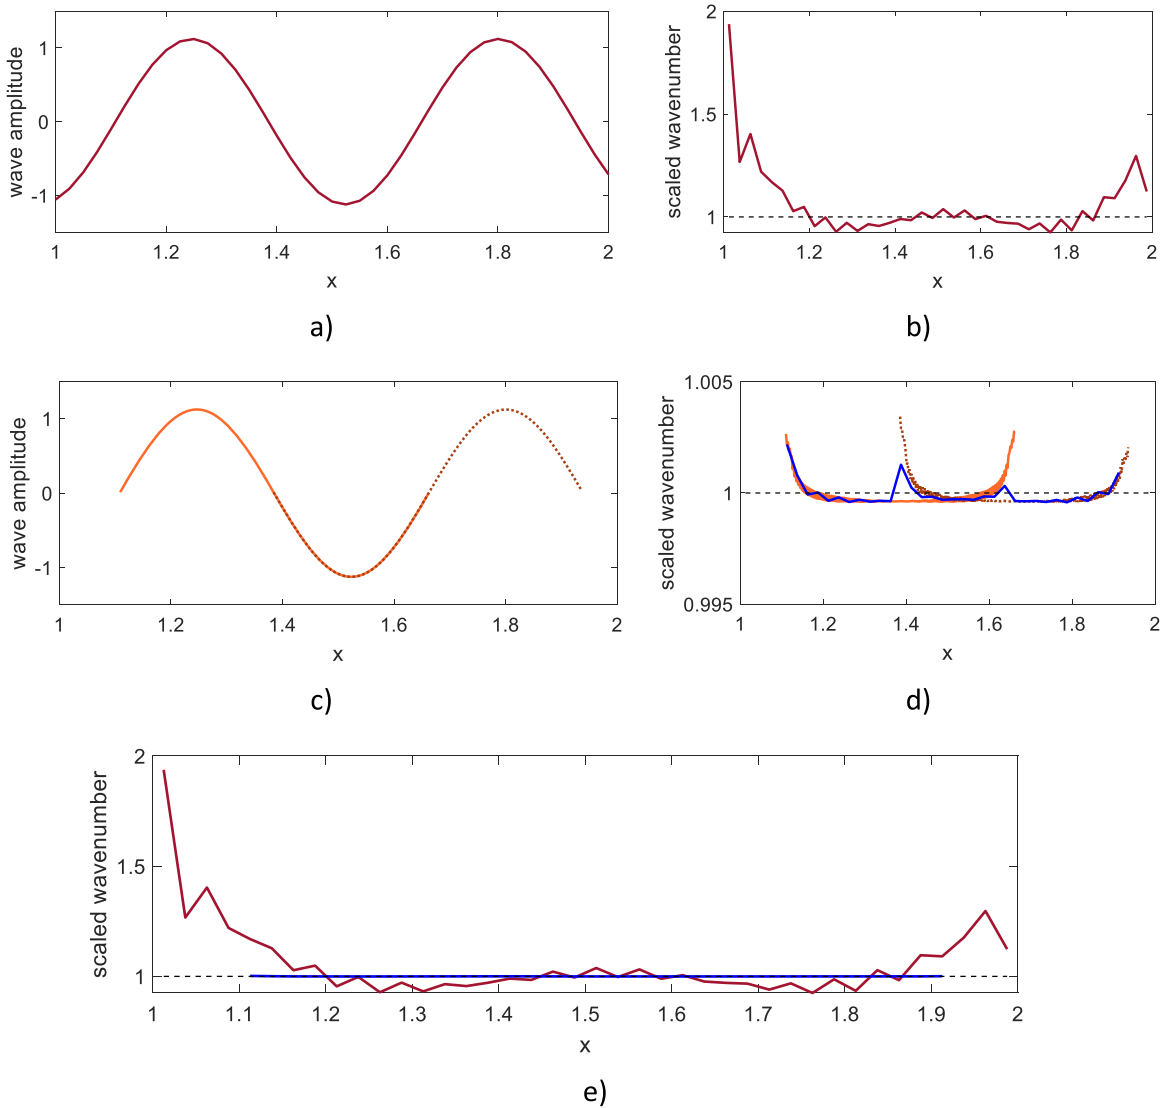 wave amplitude
1
0
-1
1 1.2 1.4 1.6 1.8 2
x
a)
scaled wavenumber
2
1.5
1
1 1.2 1.4 1.6 1.8 2
x
b)
wave amplitude
1
0
-1
1 1.2 1.4 1.6 1.8 2
x
c)
scaled wavenumber
1.005
1
0.995
1 1.2 1.4 1.6 1.8 2
x
d)
scaled wavenumber
2
1.5
1
1 1.1 1.2 1.3 1.4 1.5 1.6 1.7 1.8 1.9 2
x
e)